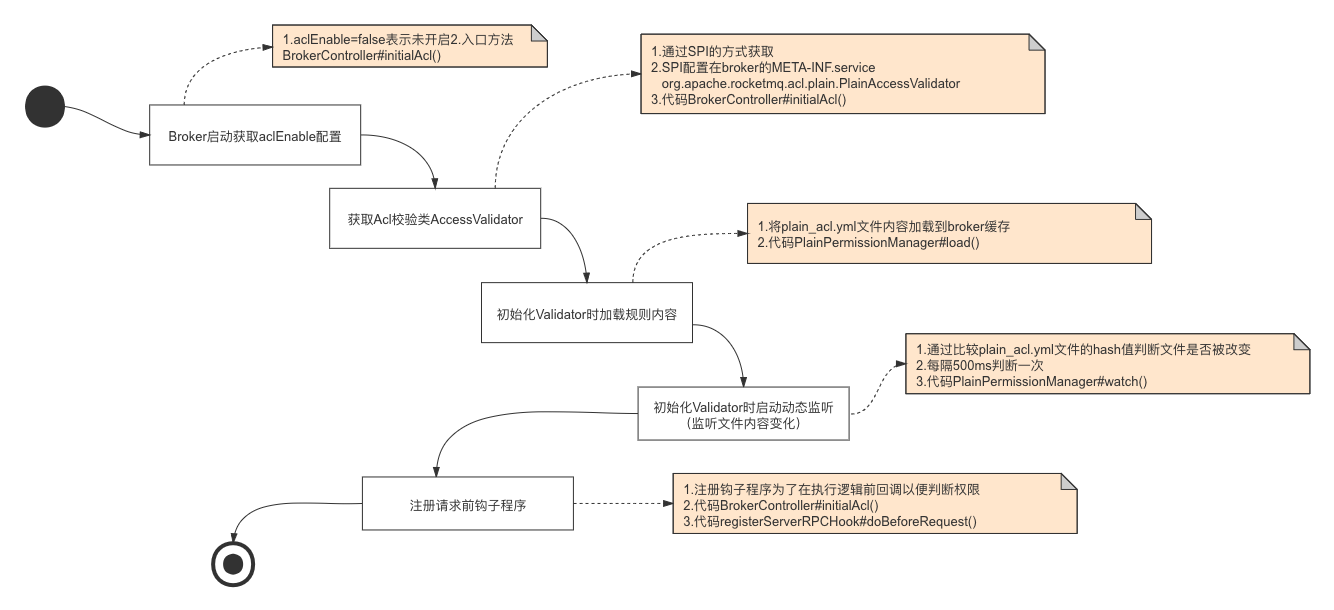 1.aclEnable=false表示未开启2.入口方法
BrokerController#initialAcl()
1.通过SPI的方式获取
2.SPI配置在broker的META-INF.service
org.apache.rocketmq.acl.plain.PlainAccessValidator
3.代码BrokerController#initialAcl()
Broker启动获取aclEnable配置
获取Acl校验类AccessValidator
1.将plain_acl.yml文件内容加载到broker缓存
2.代码PlainPermissionManager#load()
初始化Validator时加载规则内容
1.通过比较plain_acl.yml文件的hash值判断文件是否被改变
2.每隔500ms判断一次
3.代码PlainPermissionManager#watch()
初始化Validator时启动动态监听
(监听文件内容变化)
注册请求前钩子程序
1.注册钩子程序为了在执行逻辑前回调以便判断权限
2.代码BrokerController#initialAcl()
3.代码registerServerRPCHook#doBeforeRequest()